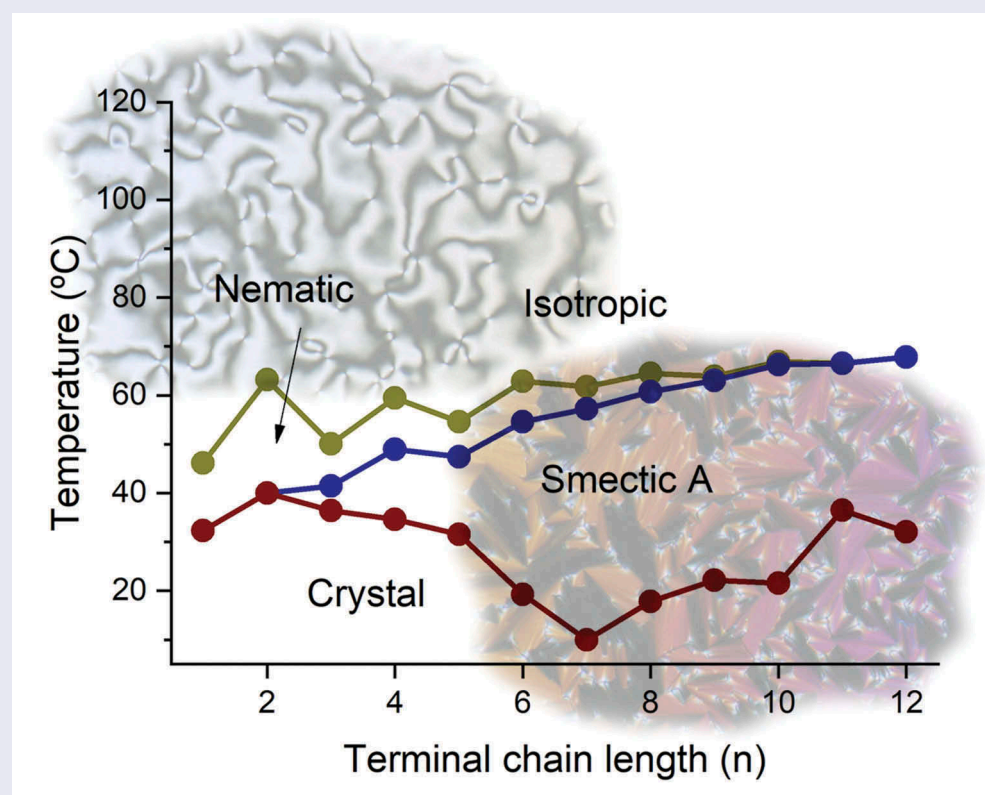 120
100
80
60
40
20
Temperature (ºC)
Nematic
Isotropic
Smectic A
Crystal
2 4 6 8 10 12
Terminal chain length (n)